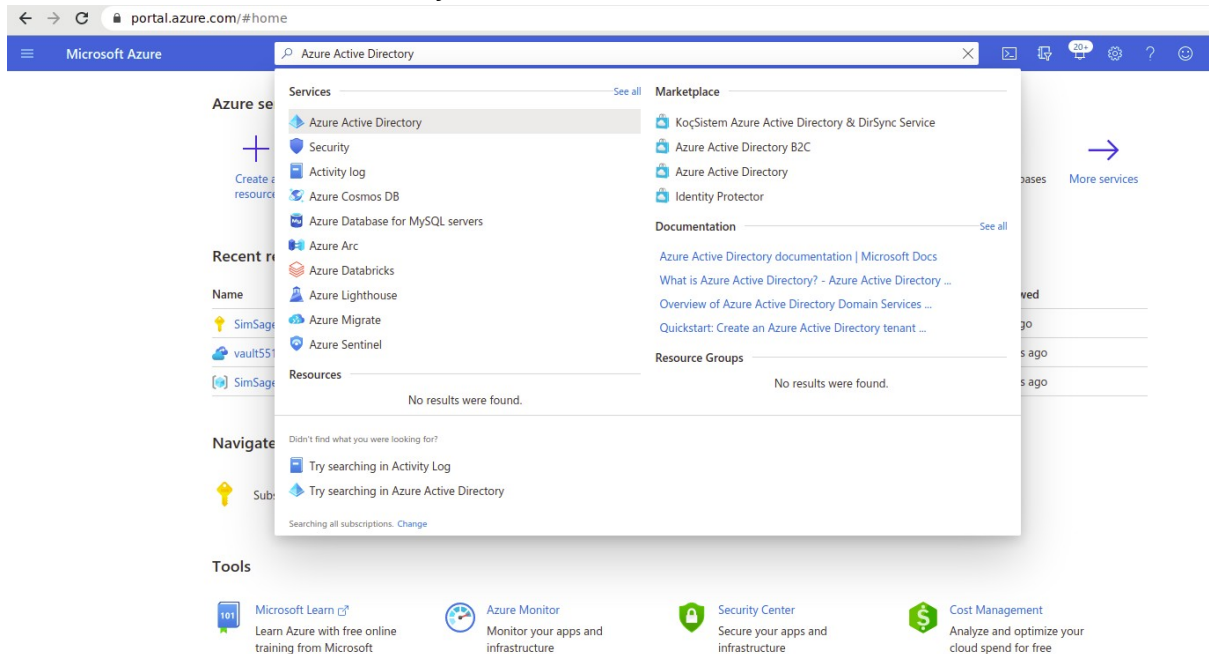 portal.azure.com/#home
Microsoft Azure
Azure Active Directory
20+
Azure se
Create a
resource
bases
More services
Services
See all
Azure Active Directory
Security
Activity log
Azure Cosmos DB
Azure Database for MySQL servers
Azure Arc
Azure Databricks
Azure Lighthouse
Azure Migrate
Azure Sentinel
Resources
No results were found.
Marketplace
KoçSistem Azure Active Directory & DirSync Service
Azure Active Directory B2C
Azure Active Directory
Identity Protector
Documentation
See all
Azure Active Directory documentation | Microsoft Docs
What is Azure Active Directory? - Azure Active Directory ...
Overview of Azure Active Directory Domain Services ...
Quickstart: Create an Azure Active Directory tenant ...
Resource Groups
No results were found.
Didn't find what you were looking for?
Try searching in Activity Log
Try searching in Azure Active Directory
Searching all subscriptions. Change
Recent re
Name
wed
SimSage
go
vault551
s ago
SimSage
s ago
Navigate
Subs
Tools
101
Microsoft Learn
Learn Azure with free online
training from Microsoft
Azure Monitor
Monitor your apps and
infrastructure
Security Center
Secure your apps and
infrastructure
Cost Management
Analyze and optimize your
cloud spend for free